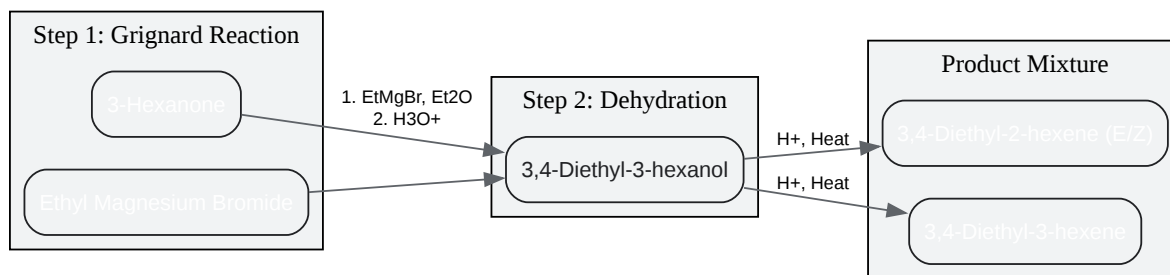 Step 1: Grignard Reaction
3-Hexanone
Ethyl Magnesium Bromide
1. EtMgBr, Et2O
2. H3O+
Step 2: Dehydration
3,4-Diethyl-3-hexanol
H+, Heat
H+, Heat
Product Mixture
3,4-Diethyl-2-hexene (E/Z)
3,4-Diethyl-3-hexene